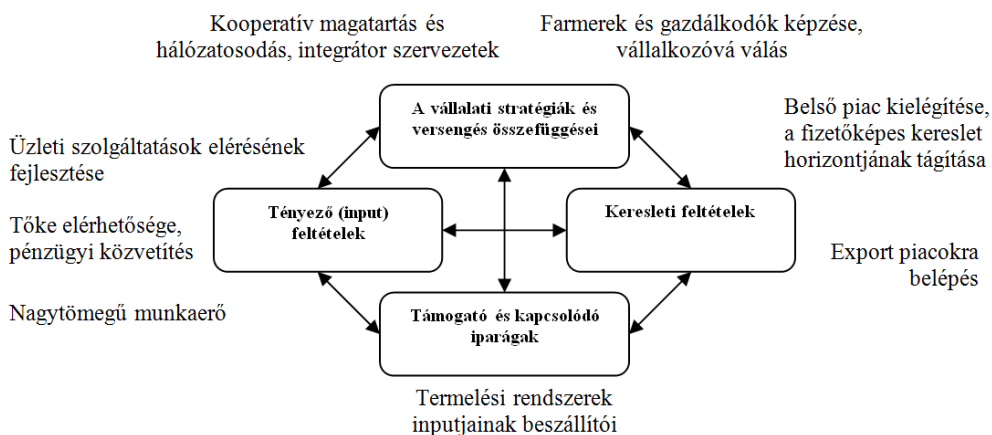 Kooperatív magatartás és
hálózatosodás, integrátor szervezetek
Farmerek és gazdálkodók képzése,
vállalkozóvá válás
A vállalati stratégiák és
versengés összefüggései
Belső piac kielégítése,
a fizetőképes kereslet
horizontjának tágítása
Üzleti szolgáltatások elérésének
fejlesztése
Tényező (input)
feltételek
Keresleti feltételek
Tőke elérhetősége,
pénzügyi közvetítés
Export piacokra
belépés
Nagytömegű munkaerő
Támogató és kapcsolódó
iparágak
Termelési rendszerek
inputjainak beszállítói